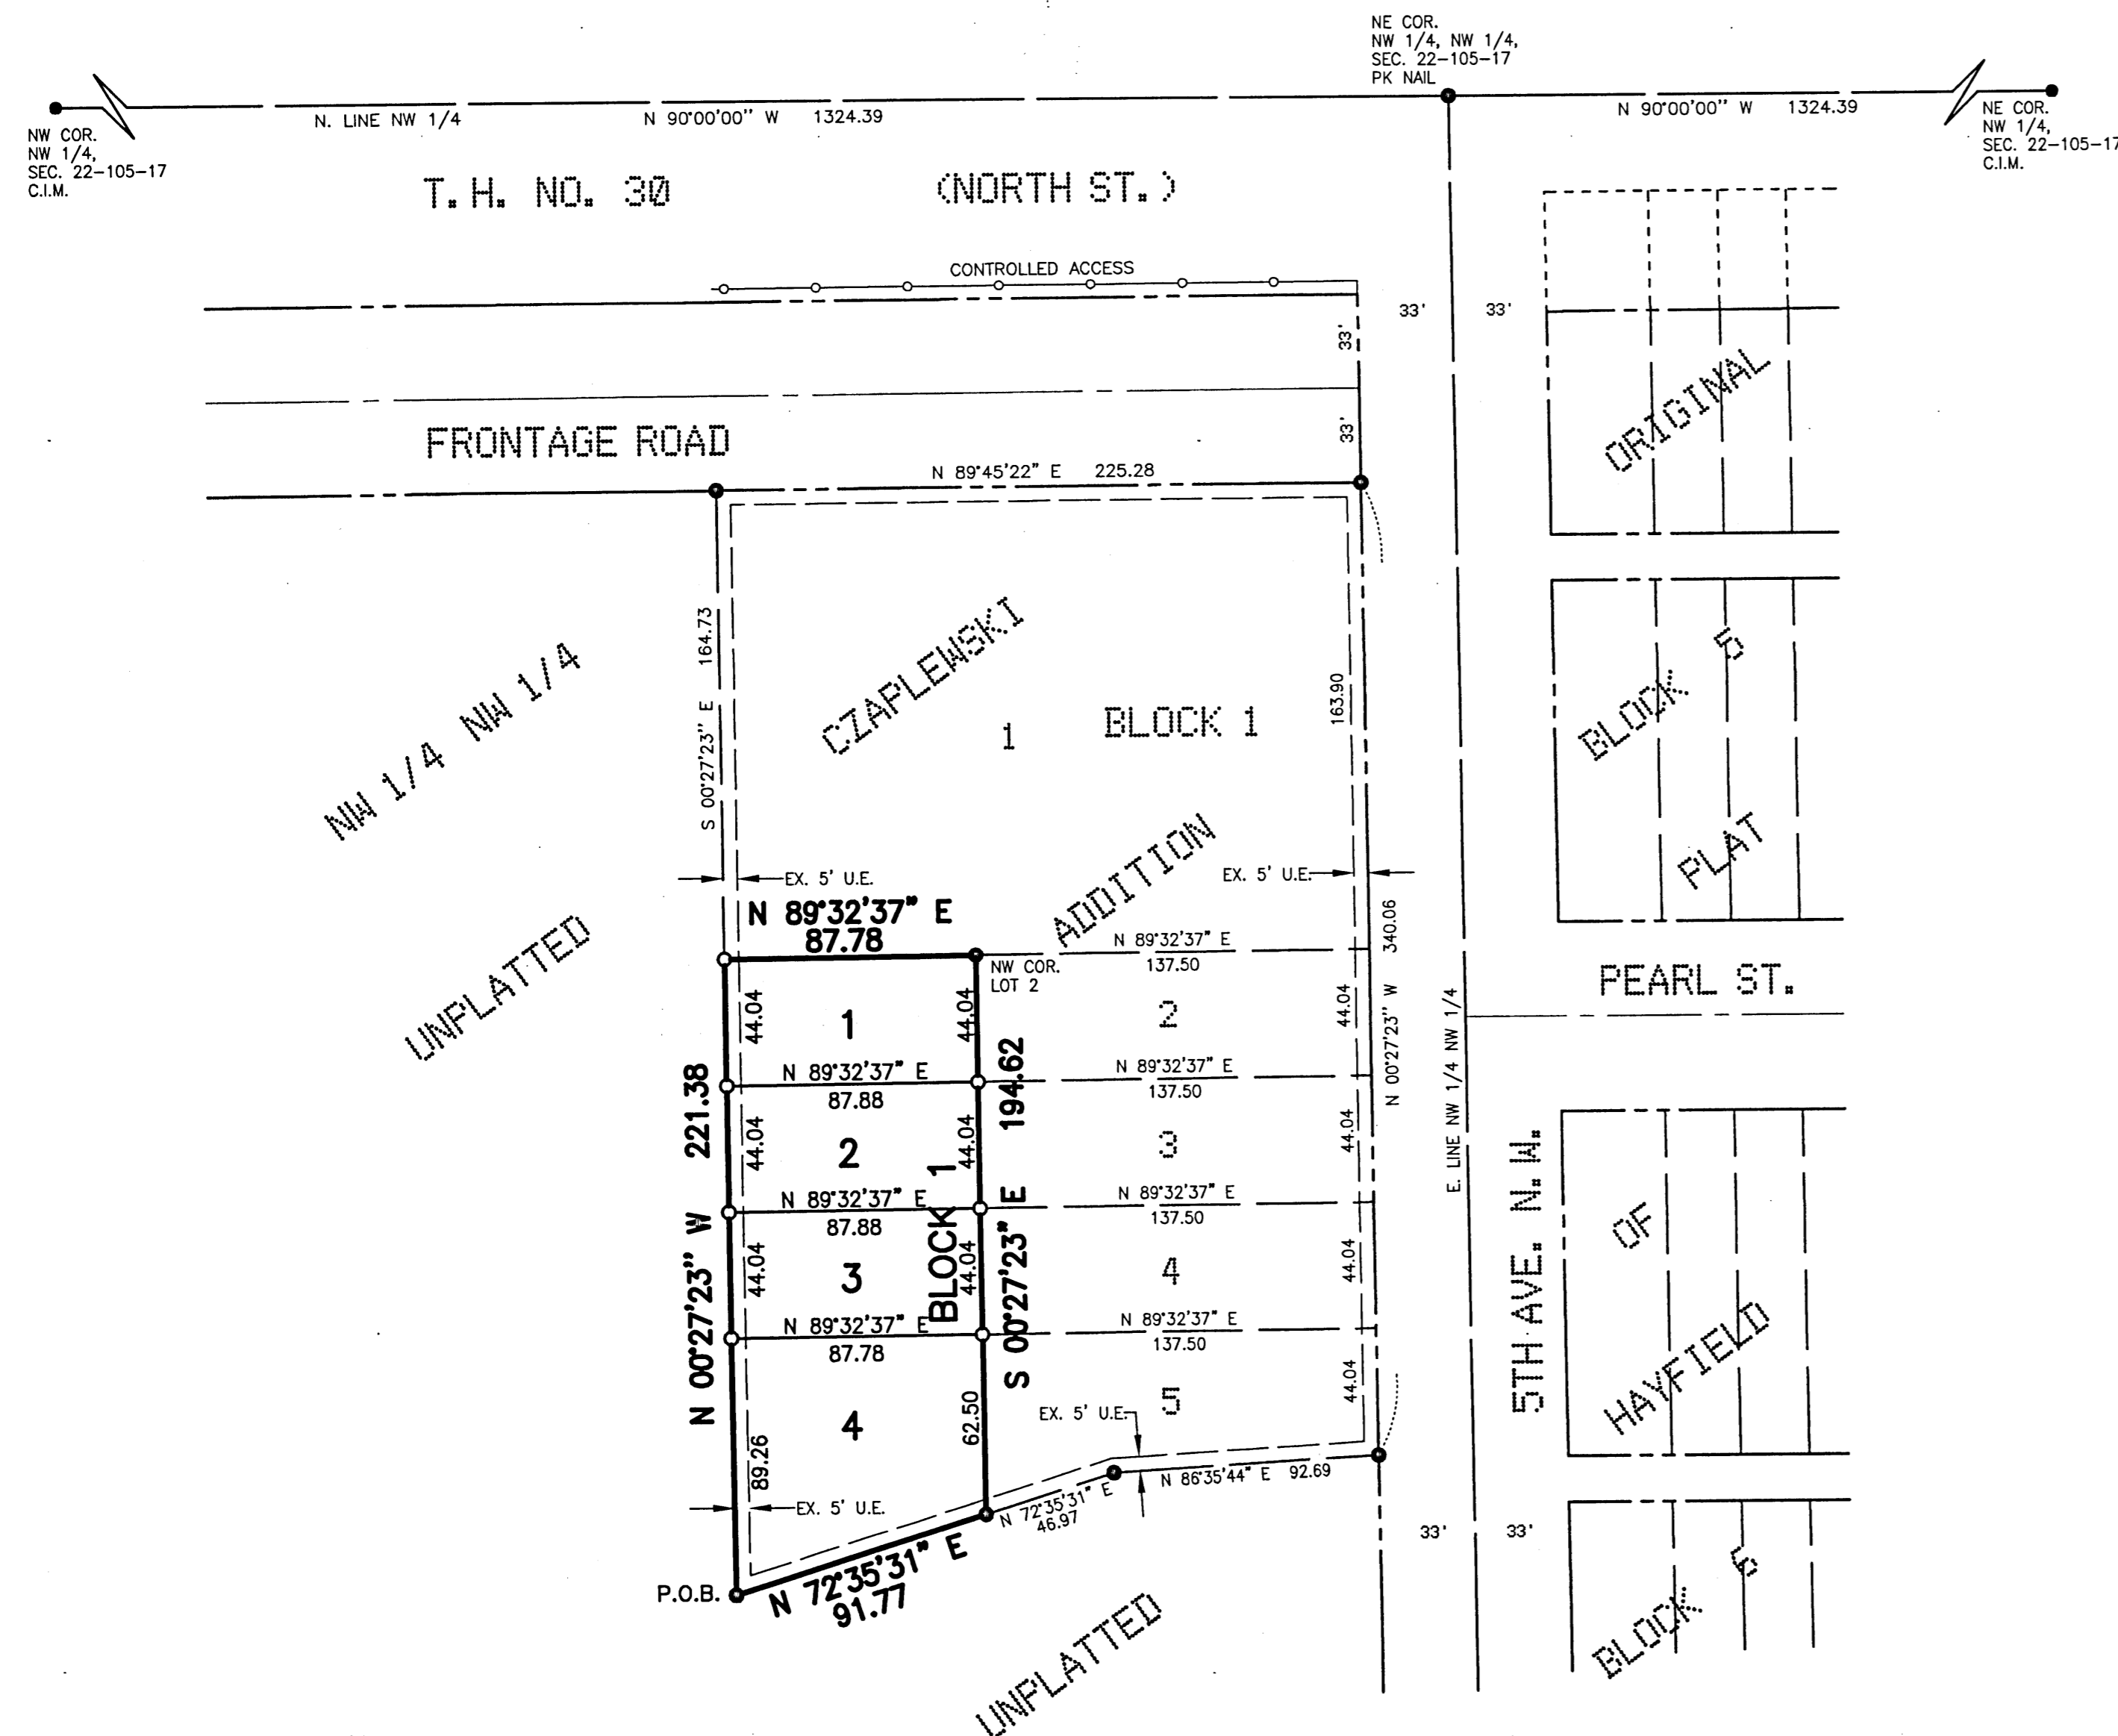 NE COR.
NW 1/4, NW 1/4,
SEC. 22-105-17
PK NAIL
NW COR.
NW 1/4,
SEC. 22-105-17
C.I.M.
N. LINE NW 1/4
N 90°00'00" W 1324.39
N 90°00'00" W 1324.39
NE COR.
NW 1/4,
SEC. 22-105-17
C.I.M.
T. H. NO. 30
(NORTH ST.)
CONTROLLED ACCESS
33'
33'
33'
33'
FRONTAGE ROAD
N 89°45'22" E 225.28
ORIGINAL
S 00°27'23" E 164.73
CZAPLEWSKI
1
BLOCK 1
163.90
BLOCK 5
NW 1/4 NW 1/4
ADDITION
PLAT
EX. 5' U.E.
EX. 5' U.E.
N 89°32'37" E
87.78
UNPLATTED
N 89°32'37" E
137.50
N 00°27'23" W 340.06
NW COR.
LOT 2
PEARL ST.
44.04
1
44.04
2
44.04
E. LINE NW 1/4 NW 1/4
N 89°32'37" E
87.88
N 89°32'37" E
137.50
N 00°27'23" W 221.38
S 00°27'23" E 194.62
44.04
2
44.04
3
44.04
BLOCK 1
N 89°32'37" E
87.88
N 89°32'37" E
137.50
44.04
3
44.04
4
44.04
5TH AVE. N. W.
OF
N 89°32'37" E
87.78
N 89°32'37" E
137.50
HAYFIELD
89.26
4
62.50
5
44.04
EX. 5' U.E.
N 86°35'44" E 92.69
EX. 5' U.E.
N 72°35'31" E
46.97
33'
33'
P.O.B.
N 72°35'31" E
91.77
BLOCK 6
UNPLATTED